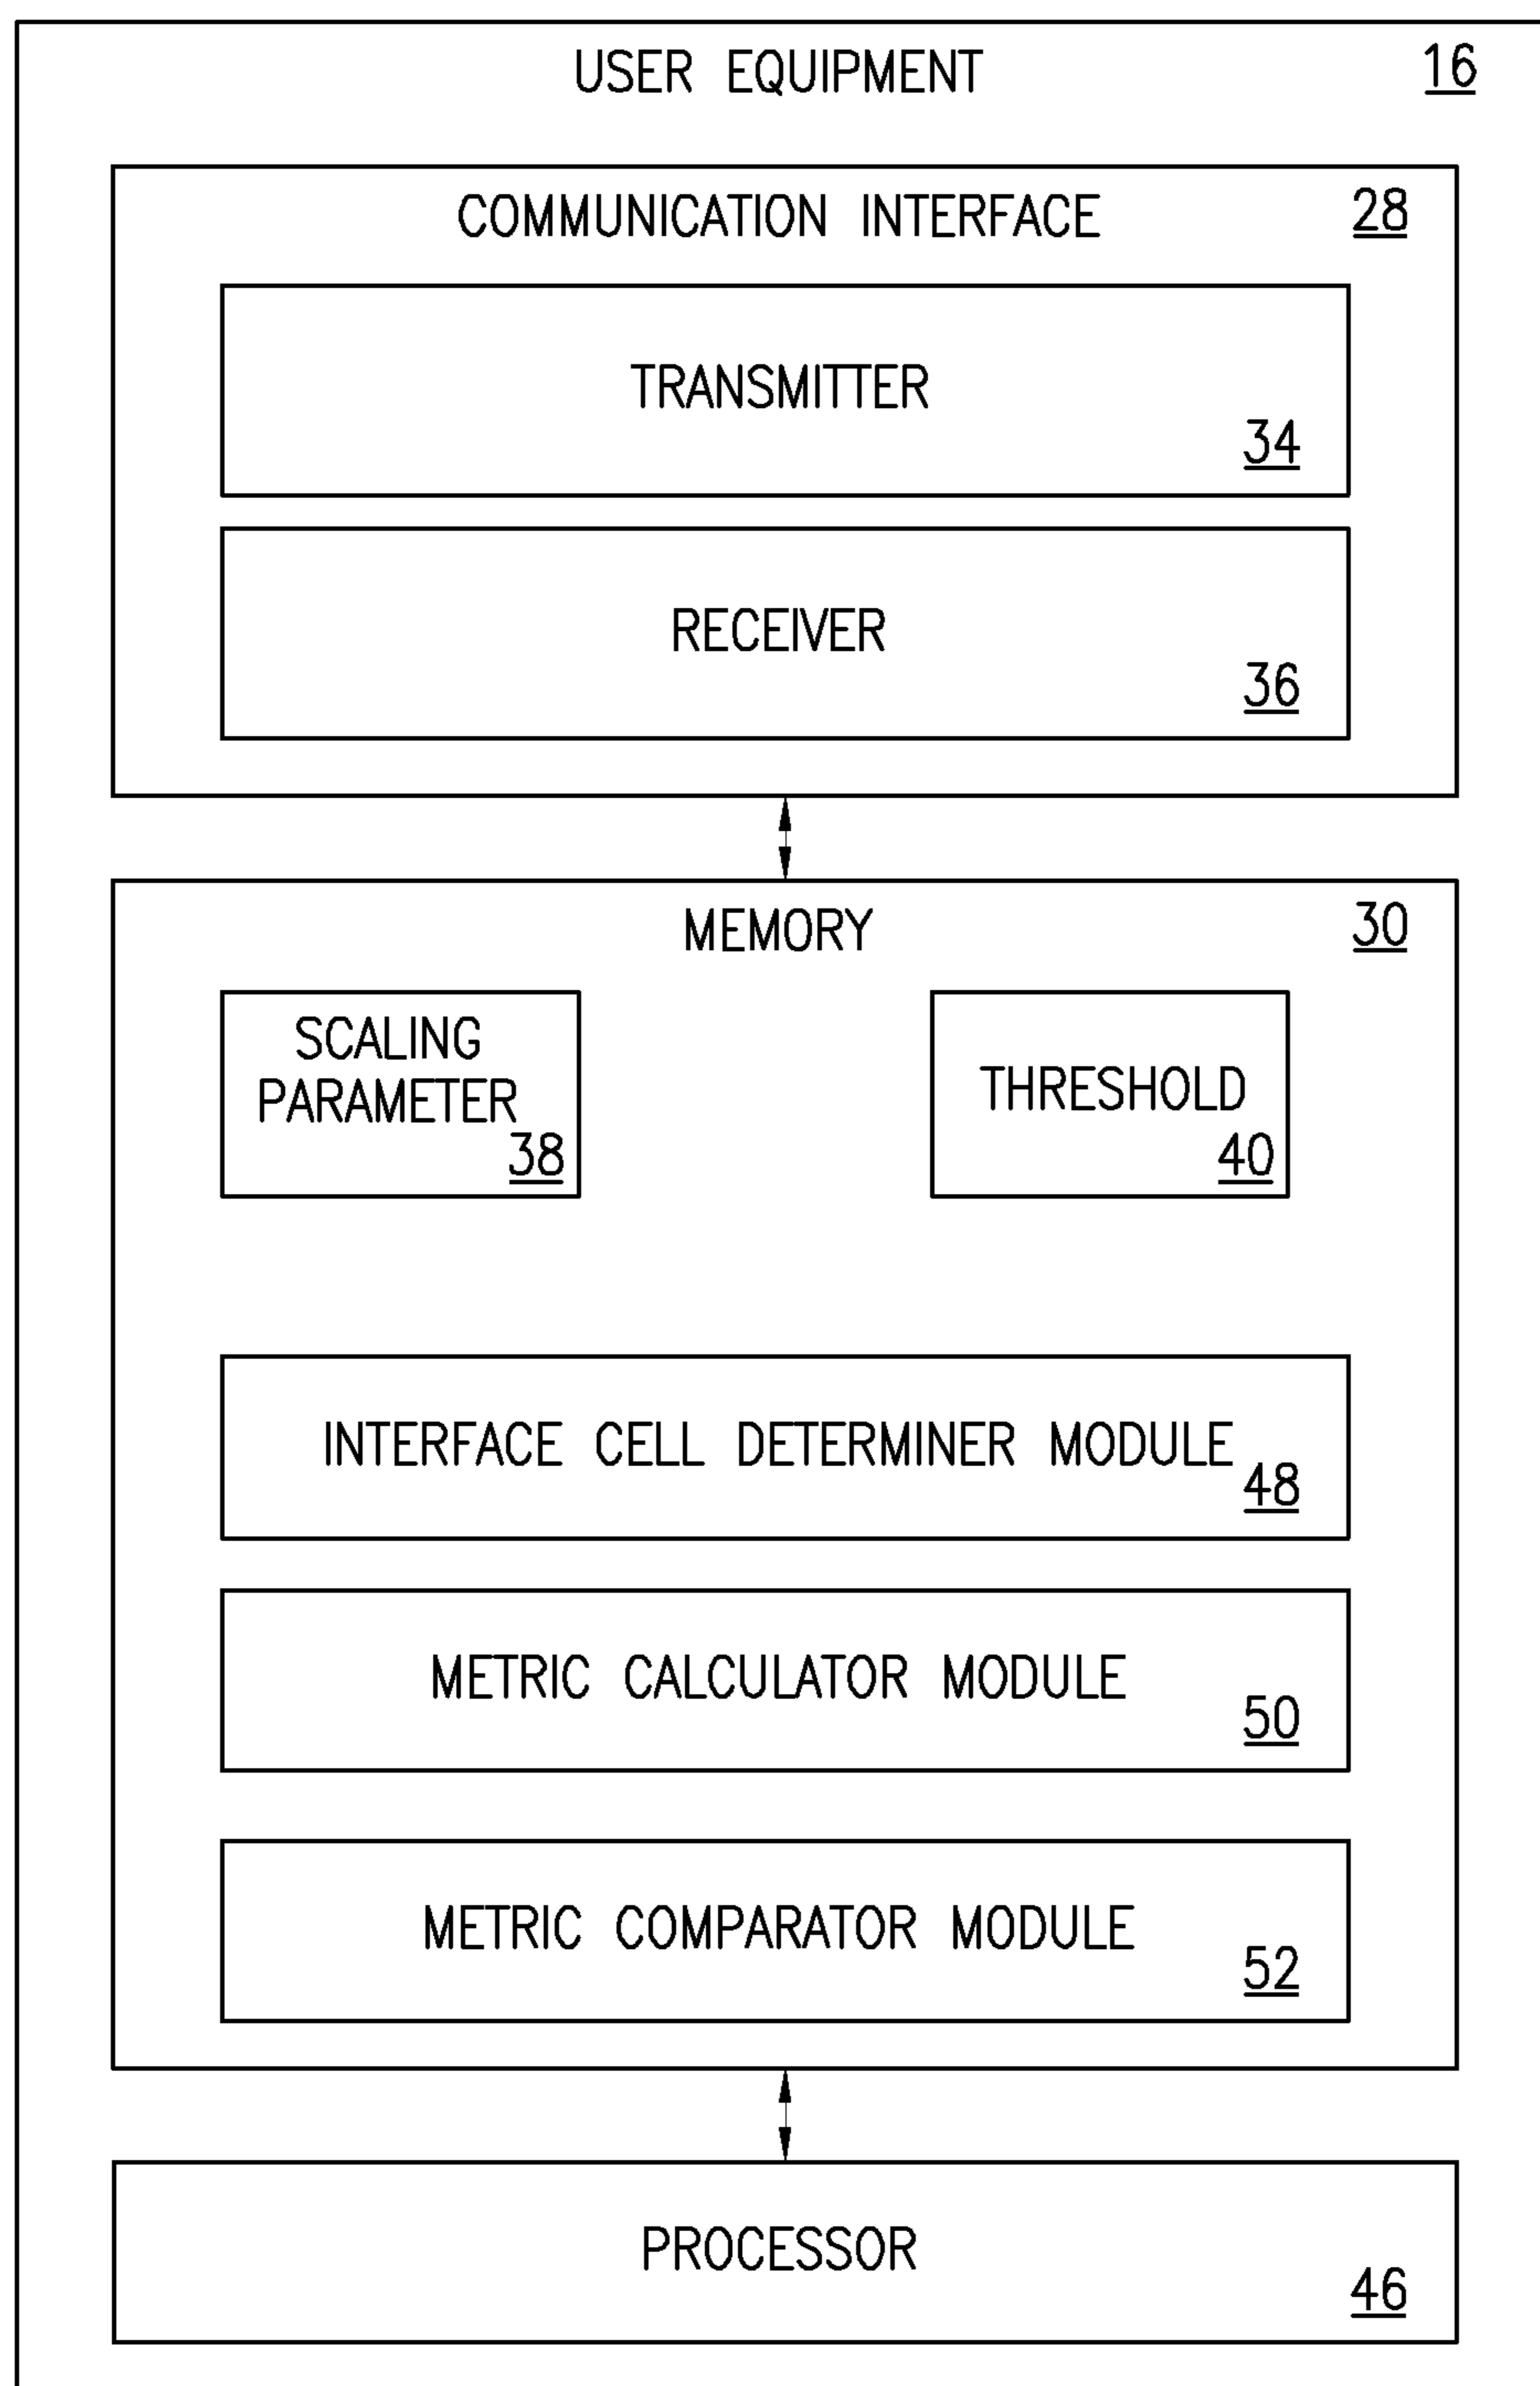 USER EQUIPMENT 16
COMMUNICATION INTERFACE 28
TRANSMITTER
34
RECEIVER
36
MEMORY 30
SCALING
PARAMETER
38
THRESHOLD
40
INTERFACE CELL DETERMINER MODULE
48
METRIC CALCULATOR MODULE
50
METRIC COMPARATOR MODULE
52
PROCESSOR
46